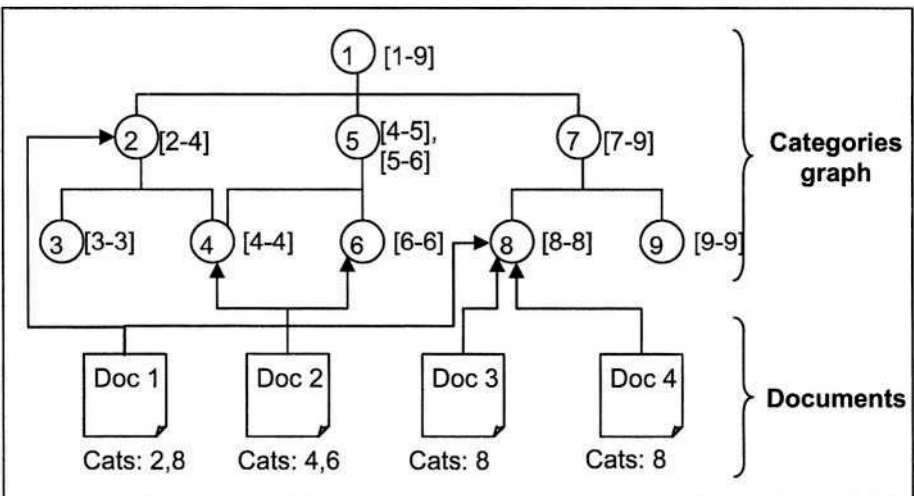 1 [1-9]
2 [2-4]
5 [4-5],
[5-6]
7 [7-9]
Categories
graph
3 [3-3]
4 [4-4]
6 [6-6]
8 [8-8]
9 [9-9]
Doc 1
Doc 2
Doc 3
Doc 4
Documents
Cats: 2,8
Cats: 4,6
Cats: 8
Cats: 8